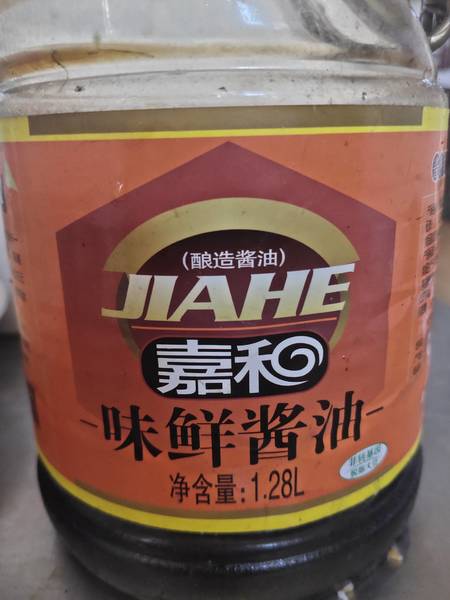 (酿造酱油)
JIAHE
嘉和
-味鲜酱油-
净含量:1.28L